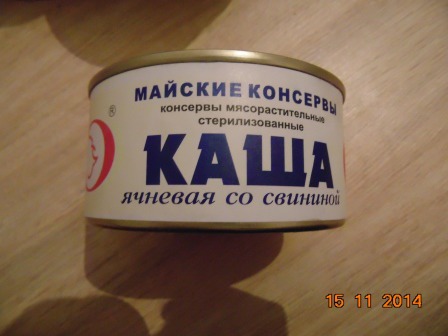 МАЙСКИЕ КОНСЕРВЫ
®
консервы мясорастительные
стерилизованные
КАША
ячневая со свининой
15 11 2014